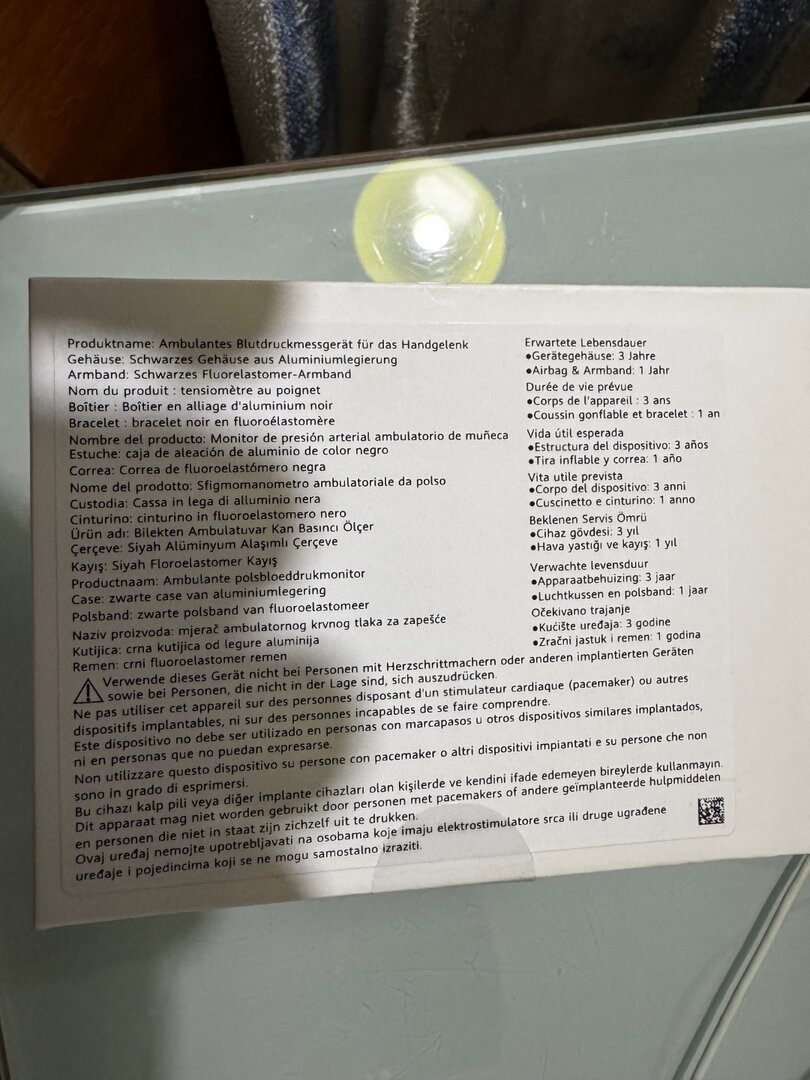 Produktname: Ambulantes Blutdruckmessgerät für das Handgelenk
Gehäuse: Schwarzes Gehäuse aus Aluminiumlegierung
Armband: Schwarzes Fluorelastomer-Armband
Nom du produit : tensiomètre au poignet
Boîtier : Boîtier en alliage d'aluminium noir
Bracelet : bracelet noir en fluoroélastomère
Nombre del producto: Monitor de presión arterial ambulatorio de muñeca
Estuche: caja de aleación de aluminio de color negro
Correa: Correa de fluoroelastómero negra
Nome del prodotto: Sfigmomanometro ambulatoriale da polso
Custodia: Cassa in lega di alluminio nera
Cinturino: cinturino in fluoroelastomero nero
Ürün adı: Bilekten Ambulatuvar Kan Basıncı Ölçer
Çerçeve: Siyah Alüminyum Alaşımlı Çerçeve
Kayış: Siyah Floroelastomer Kayış
Productnaam: Ambulante polsbloeddrukmonitor
Case: zwarte case van aluminiumlegering
Polsband: zwarte polsband van fluoroelastomeer
Naziv proizvoda: mjerač ambulatornog krvnog tlaka za zapešće
Kutijica: crna kutijica od legure aluminija
Remen: crni fluoroelastomer remen
Erwartete Lebensdauer
●Gerätegehäuse: 3 Jahre
●Airbag & Armband: 1 Jahr
Durée de vie prévue
●Corps de l'appareil : 3 ans
●Coussin gonflable et bracelet : 1 an
Vida útil esperada
●Estructura del dispositivo: 3 años
●Tira inflable y correa: 1 año
Vita utile prevista
●Corpo del dispositivo: 3 anni
●Cuscinetto e cinturino: 1 anno
Beklenen Servis Ömrü
●Cihaz gövdesi: 3 yıl
●Hava yastığı ve kayış: 1 yıl
Verwachte levensduur
●Apparaatbehuizing: 3 jaar
●Luchtkussen en polsband: 1 jaar
Očekivano trajanje
●Kućište uređaja: 3 godine
●Zračni jastuk i remen: 1 godina
Verwende dieses Gerät nicht bei Personen mit Herzschrittmachern oder anderen implantierten Geräten
sowie bei Personen, die nicht in der Lage sind, sich auszudrücken.
Ne pas utiliser cet appareil sur des personnes disposant d'un stimulateur cardiaque (pacemaker) ou autres
dispositifs implantables, ni sur des personnes incapables de se faire comprendre.
Este dispositivo no debe ser utilizado en personas con marcapasos u otros dispositivos similares implantados,
ni en personas que no puedan expresarse.
Non utilizzare questo dispositivo su persone con pacemaker o altri dispositivi impiantati e su persone che non
sono in grado di esprimersi.
Bu cihazı kalp pili veya diğer implante cihazları olan kişilerde ve kendini ifade edemeyen bireylerde kullanmayın.
Dit apparaat mag niet worden gebruikt door personen met pacemakers of andere geïmplanteerde hulpmiddelen
en personen die niet in staat zijn zichzelf uit te drukken.
Ovaj uređaj nemojte upotrebljavati na osobama koje imaju elektrostimulatore srca ili druge ugrađene
uređaje i pojedincima koji se ne mogu samostalno izraziti.